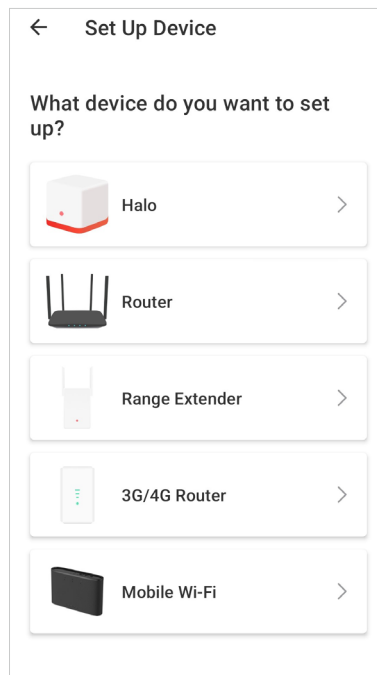 Set Up Device
What device do you want to set
up?
Halo
Router
Range Extender
3G/4G Router
Mobile Wi-Fi